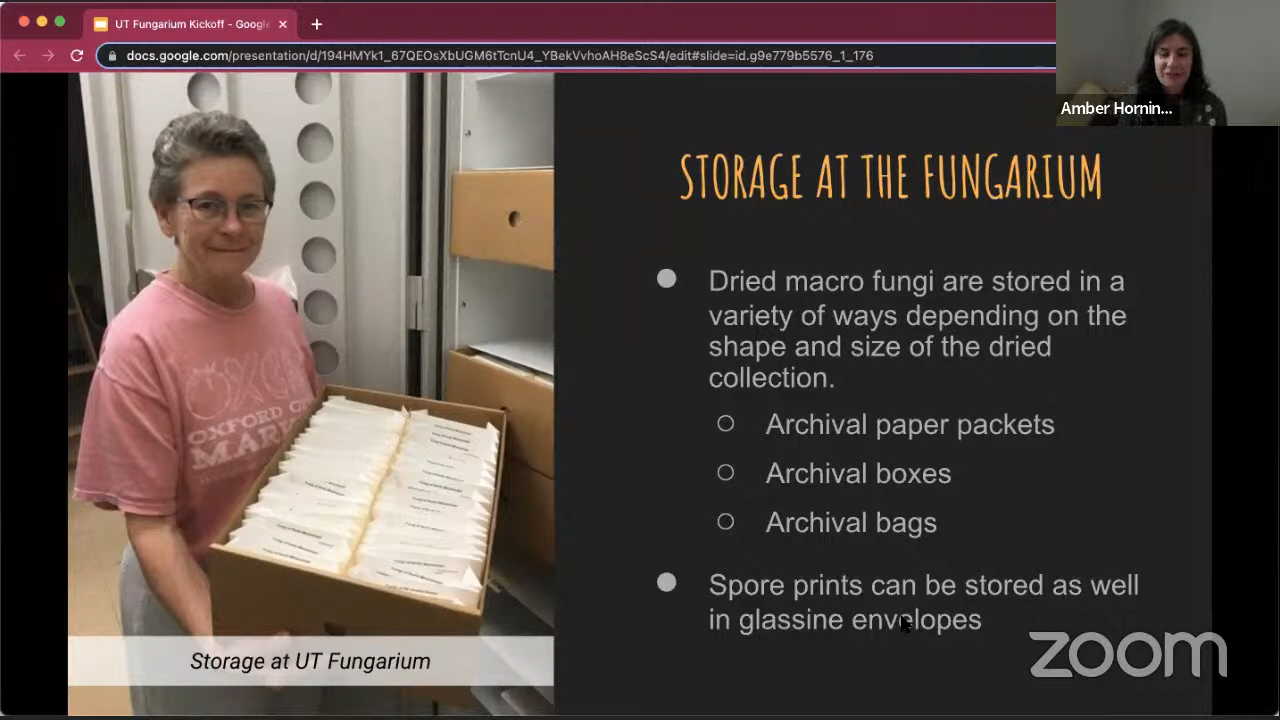 UT Fungarium Kickoff - Googl
docs.google.com/presentation/d/194HMYk1_67QEOsXbUGM6tTcnU4_YBekVvhoAH8eScS4/edit#slide=id.g9e779b5576_1_176
Amber Hornin...
STORAGE AT THE FUNGARIUM
Dried macro fungi are stored in a
variety of ways depending on the
shape and size of the dried
collection.
Archival paper packets
Archival boxes
Archival bags
Spore prints can be stored as well
in glassine envelopes
OXFORD
MAR
Storage at UT Fungarium
zoom